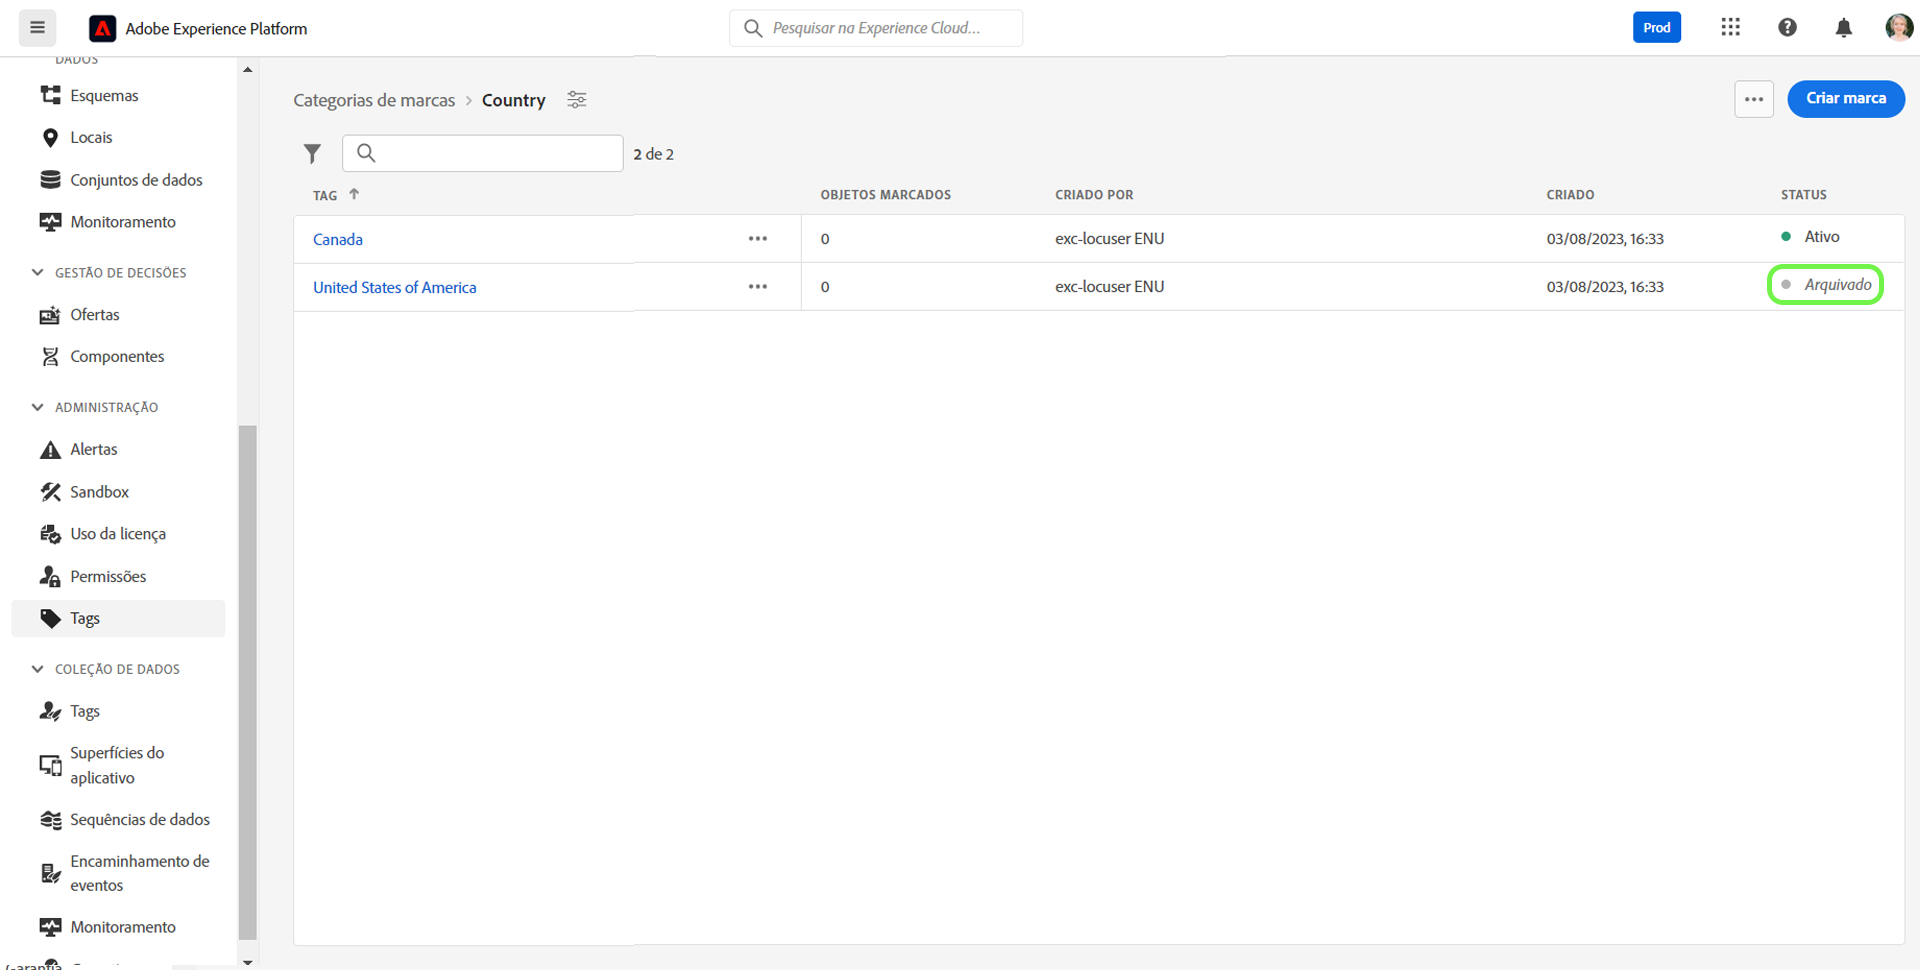 Adobe Experience Platform
Pesquisar na Experience Cloud...
Prod
DADOS
Esquemas
Locais
Conjuntos de dados
Monitoramento
GESTÃO DE DECISÕES
Ofertas
Componentes
ADMINISTRAÇÃO
Alertas
Sandbox
Uso da licença
Permissões
Tags
COLEÇÃO DE DADOS
Tags
Superfícies do
aplicativo
Sequências de dados
Encaminhamento de
eventos
Monitoramento
Categorias de marcas > Country
Criar marca
2 de 2
TAG OBJETOS MARCADOS CRIADO POR CRIADO STATUS
Canada 0 exc-locuser ENU 03/08/2023, 16:33 Ativo
United States of America 0 exc-locuser ENU 03/08/2023, 16:33 Arquivado